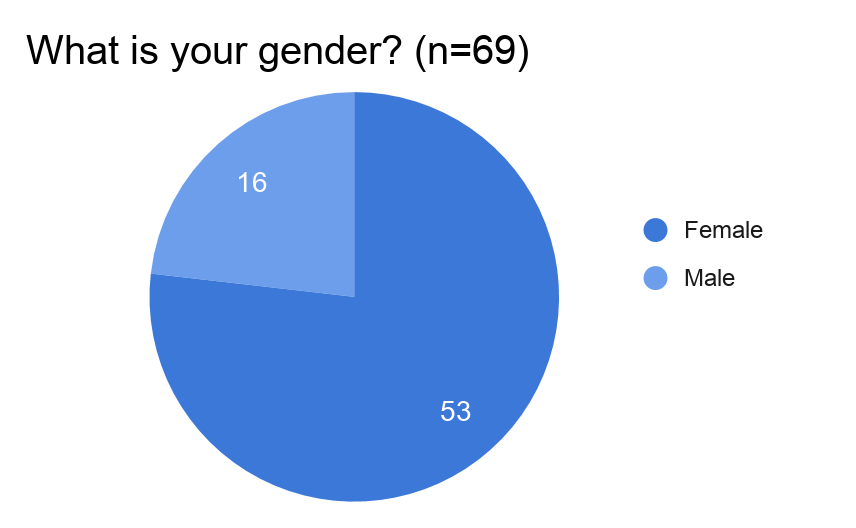 What is your gender? (n=69)
16
Female
Male
53